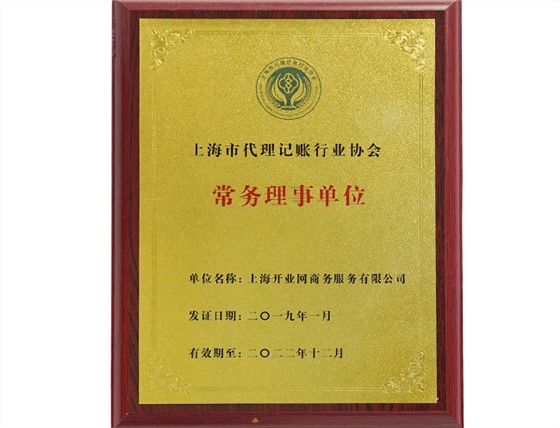 上海市代理记账行业协会
常务理事单位
单位名称：上海开业网商务服务有限公司
发证日期：二〇一九年一月
有效期至：二〇二二年十二月